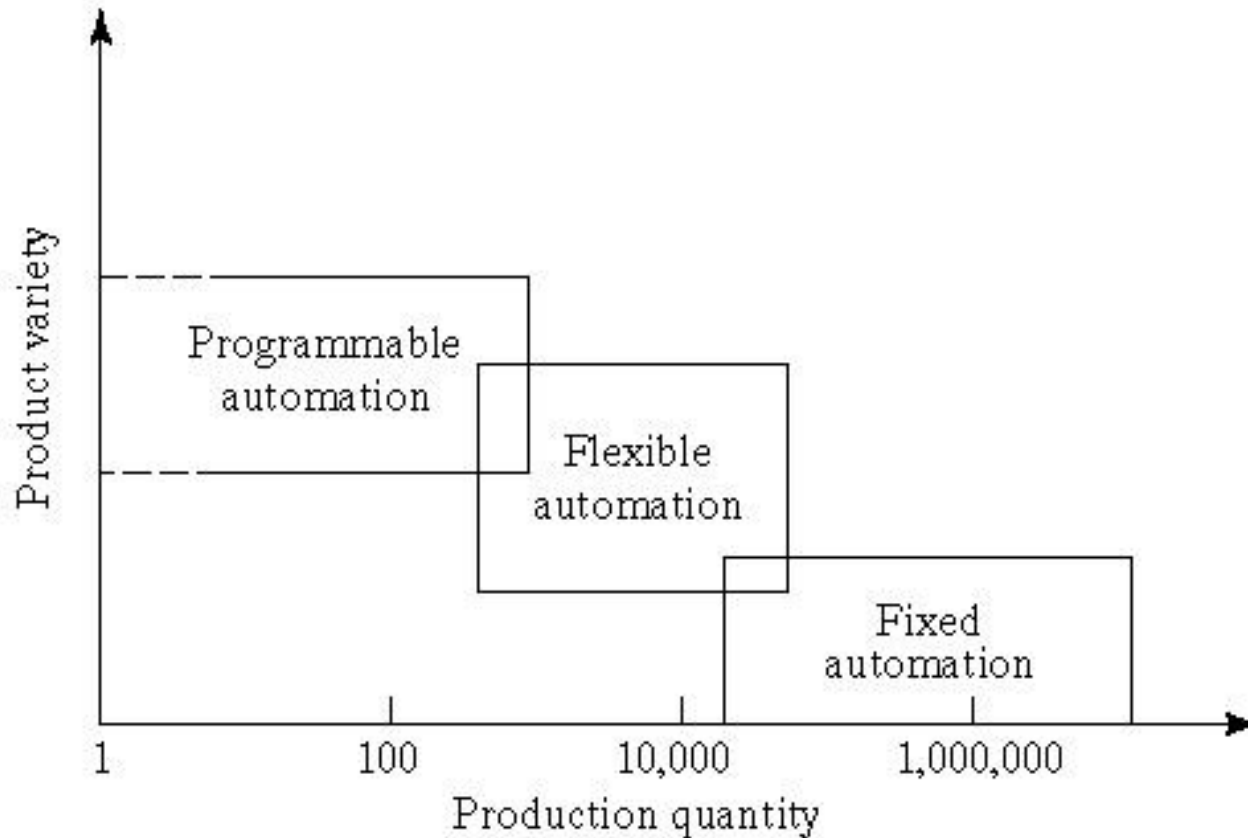 Product variety
Programmable
automation
Flexible
automation
Fixed
automation
1
100
10,000
1,000,000
Production quantity